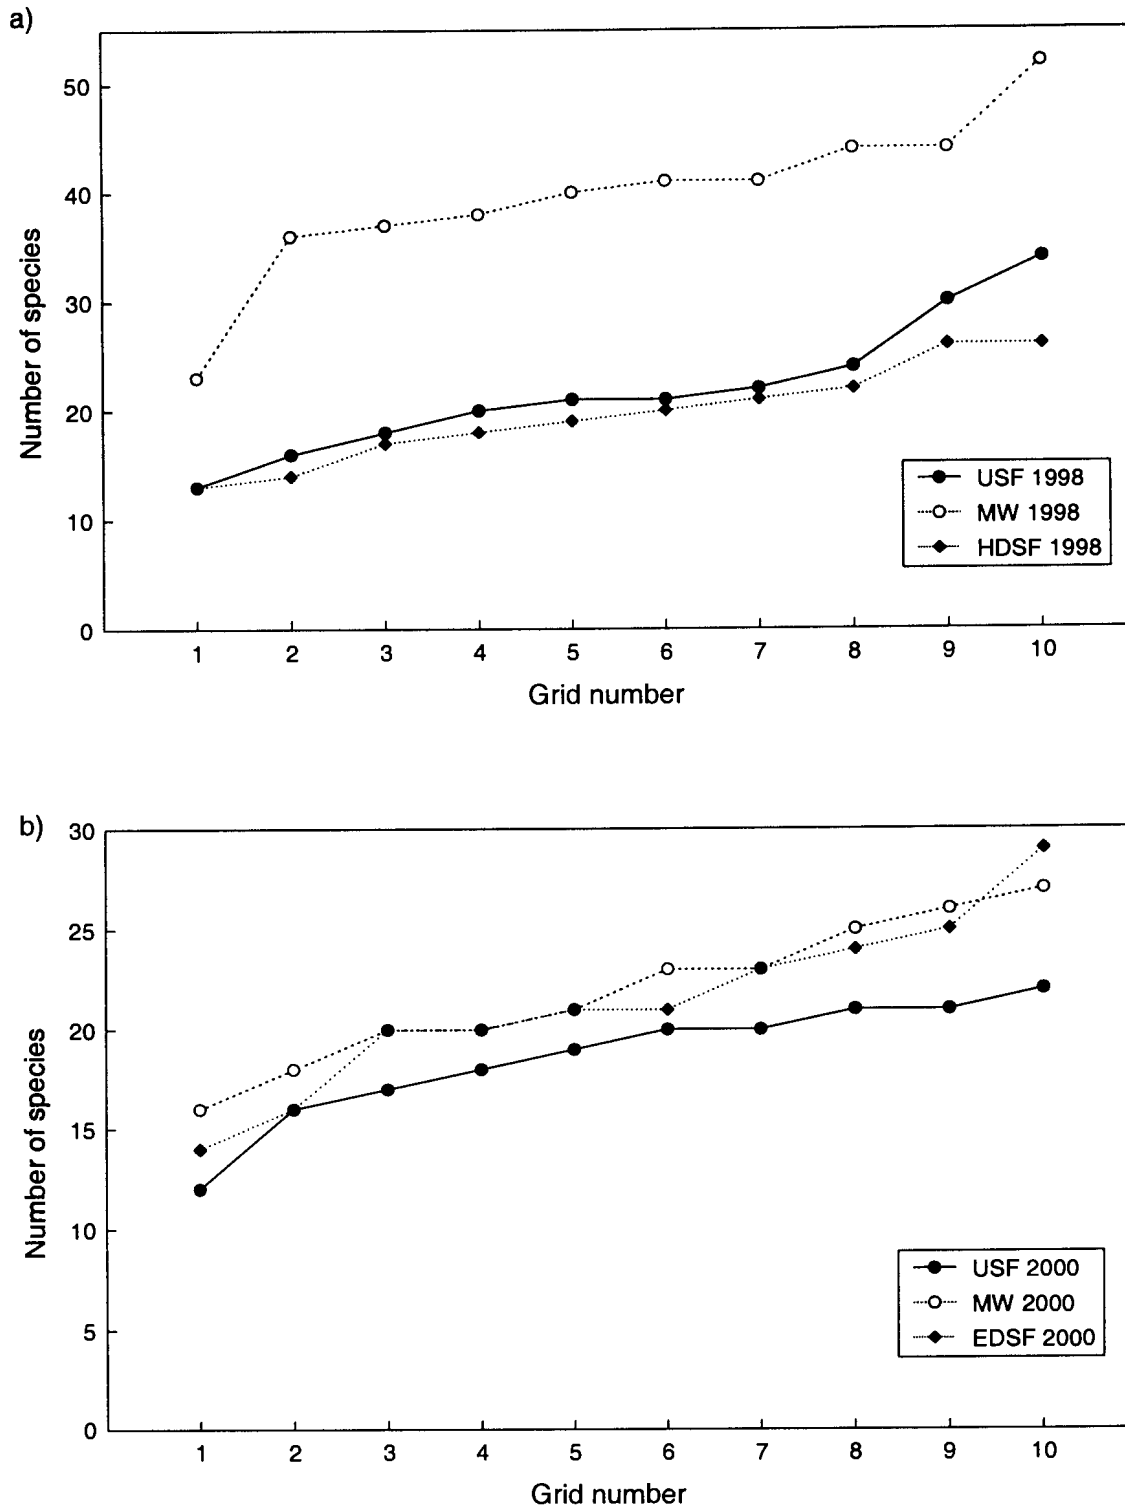 a)
50
40
30
20
10
0
Number of species
USF 1998
MW 1998
HDSF 1998
1 2 3 4 5 6 7 8 9 10
Grid number
b)
30
25
20
15
10
5
0
Number of species
USF 2000
MW 2000
EDSF 2000
1 2 3 4 5 6 7 8 9 10
Grid number